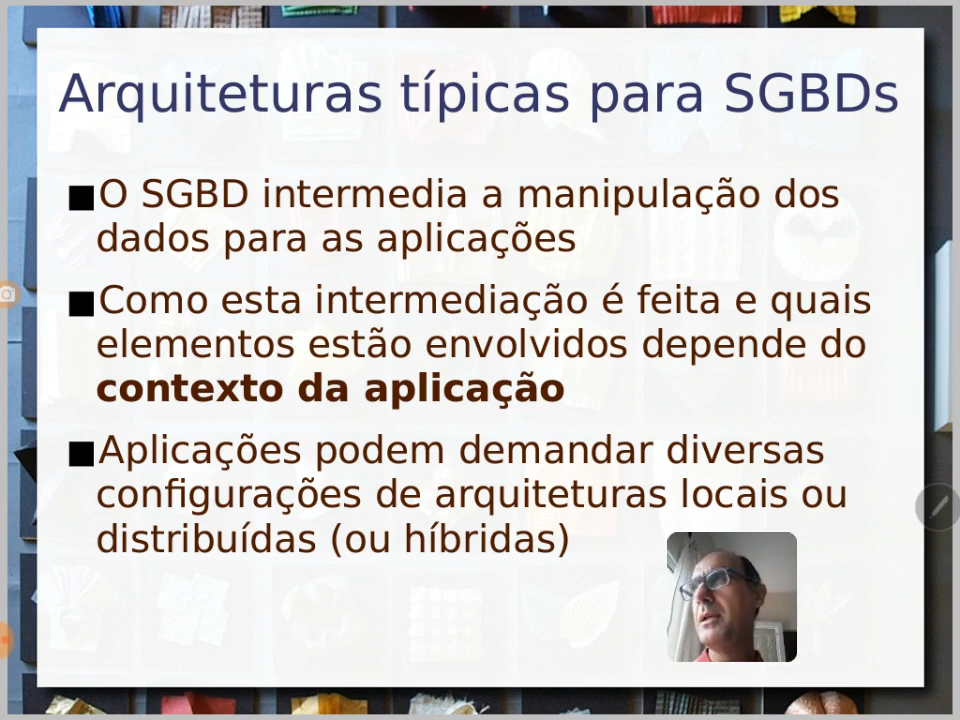 Arquiteturas típicas para SGBDs
■O SGBD intermedia a manipulação dos
dados para as aplicações
■Como esta intermediação é feita e quais
elementos estão envolvidos depende do
contexto da aplicação
■Aplicações podem demandar diversas
configurações de arquiteturas locais ou
distribuídas (ou híbridas)